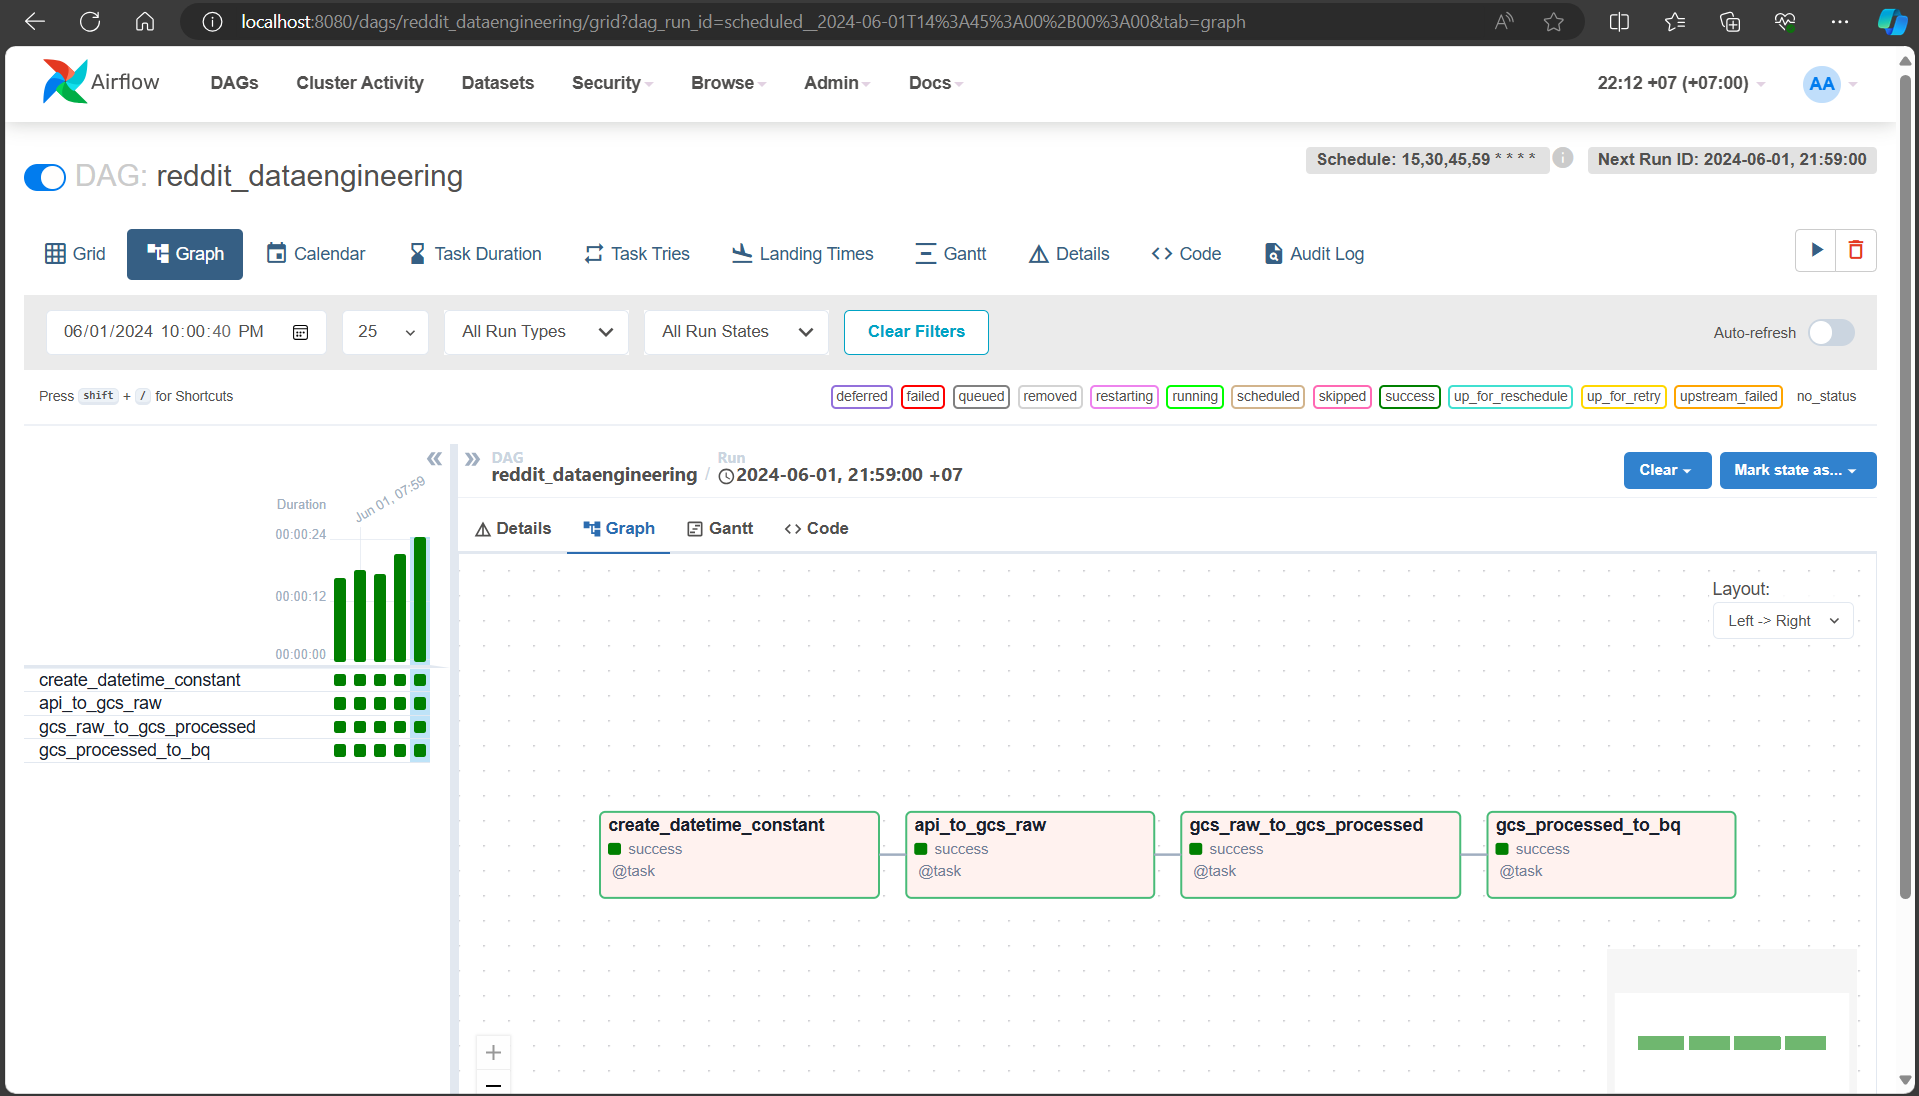 localhost:8080/dags/reddit_dataengineering/grid?dag_run_id=scheduled__2024-06-01T14%3A45%3A00%2B00%3A00&tab=graph
Airflow DAGs Cluster Activity Datasets Security Browse Admin Docs 22:12 +07 (+07:00) AA
DAG: reddit_dataengineering Schedule: 15,30,45,59 * * * * i Next Run ID: 2024-06-01, 21:59:00
Grid Graph Calendar Task Duration Task Tries Landing Times Gantt Details Code Audit Log
06/01/2024 10:00:40 PM 25 All Run Types All Run States Clear Filters Auto-refresh
Press shift + / for Shortcuts deferred failed queued removed restarting running scheduled skipped success up_for_reschedule up_for_retry upstream_failed no_status
DAG Run
reddit_dataengineering / 2024-06-01, 21:59:00 +07 Clear Mark state as...
Jun 01, 07:59
Duration
00:00:24
00:00:12
00:00:00
create_datetime_constant
api_to_gcs_raw
gcs_raw_to_gcs_processed
gcs_processed_to_bq
Details Graph Gantt Code
Layout:
Left -> Right
create_datetime_constant
success
@task
api_to_gcs_raw
success
@task
gcs_raw_to_gcs_processed
success
@task
gcs_processed_to_bq
success
@task